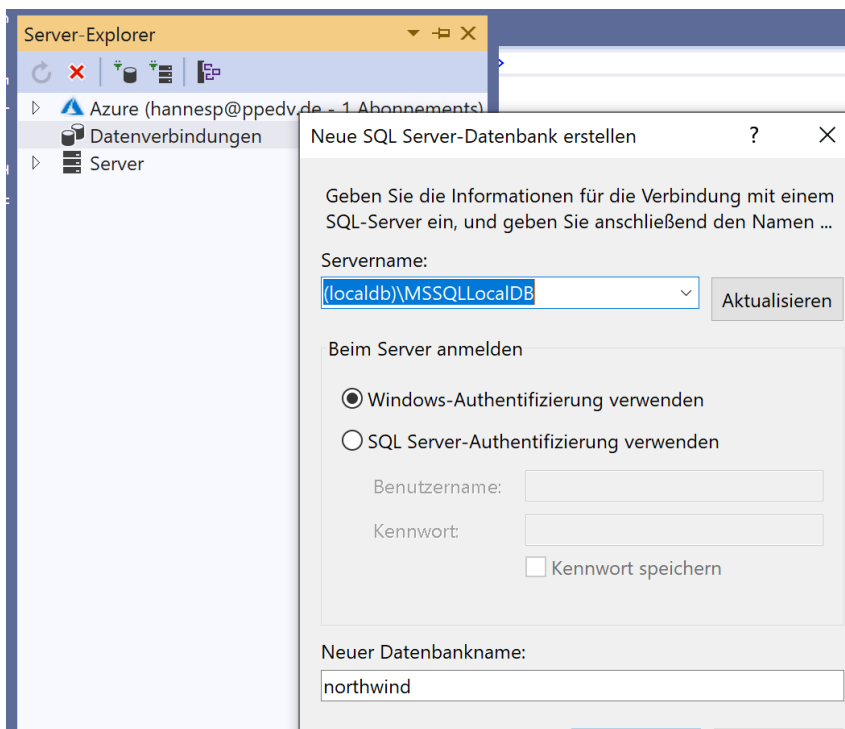 Server-Explorer
Azure (hannesp@ppedv.de - 1 Abonnements)
Datenverbindungen
Server
Neue SQL Server-Datenbank erstellen
Geben Sie die Informationen für die Verbindung mit einem
SQL-Server ein, und geben Sie anschließend den Namen ...
Servername:
(localdb)\MSSQLLocalDB
Aktualisieren
Beim Server anmelden
Windows-Authentifizierung verwenden
SQL Server-Authentifizierung verwenden
Benutzername:
Kennwort:
Kennwort speichern
Neuer Datenbankname:
northwind